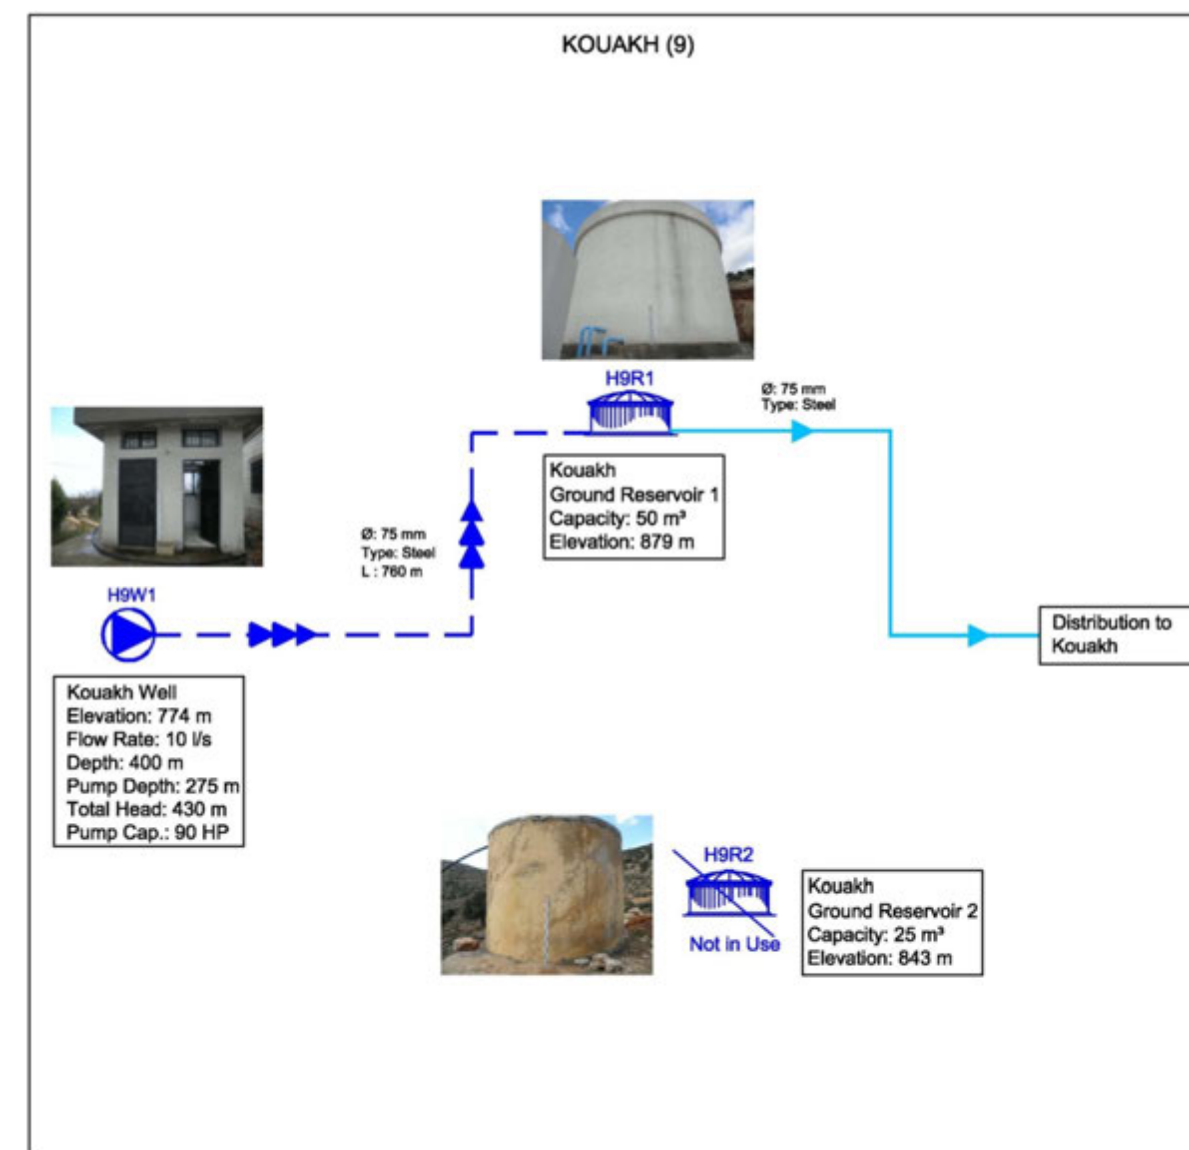 KOUAKH (9)
H9R1
Ø: 75 mm
Type: Steel
Kouakh
Ground Reservoir 1
Capacity: 50 m³
Elevation: 879 m
Ø: 75 mm
Type: Steel
L : 760 m
H9W1
Kouakh Well
Elevation: 774 m
Flow Rate: 10 l/s
Depth: 400 m
Pump Depth: 275 m
Total Head: 430 m
Pump Cap.: 90 HP
Distribution to
Kouakh
H9R2
Not in Use
Kouakh
Ground Reservoir 2
Capacity: 25 m³
Elevation: 843 m